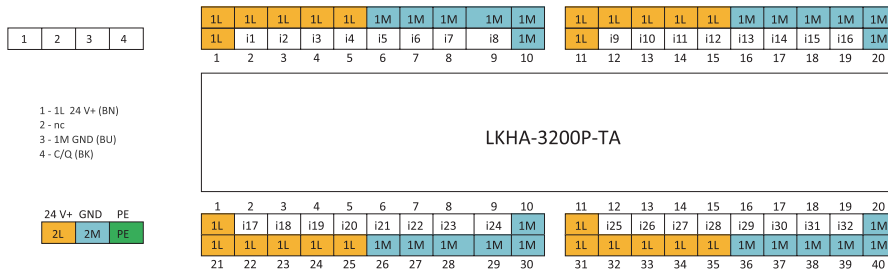 1L 1L 1L 1L 1L 1M 1M 1M 1M 1M 1L 1L 1L 1L 1L 1M 1M 1M 1M 1M
1 2 3 4 1L i1 i2 i3 i4 i5 i6 i7 i8 1M 1L i9 i10 i11 i12 i13 i14 i15 i16 1M
1 2 3 4 5 6 7 8 9 10 11 12 13 14 15 16 17 18 19 20
1 - 1L 24 V+ (BN)
2 - nc
3 - 1M GND (BU)
4 - C/Q (BK)
LKHA-3200P-TA
1 2 3 4 5 6 7 8 9 10 11 12 13 14 15 16 17 18 19 20
24 V+ GND PE
2L 2M PE
1L i17 i18 i19 i20 i21 i22 i23 i24 1M 1L i25 i26 i27 i28 i29 i30 i31 i32 1M
1L 1L 1L 1L 1L 1M 1M 1M 1M 1M 1L 1L 1L 1L 1L 1M 1M 1M 1M 1M
21 22 23 24 25 26 27 28 29 30 31 32 33 34 35 36 37 38 39 40